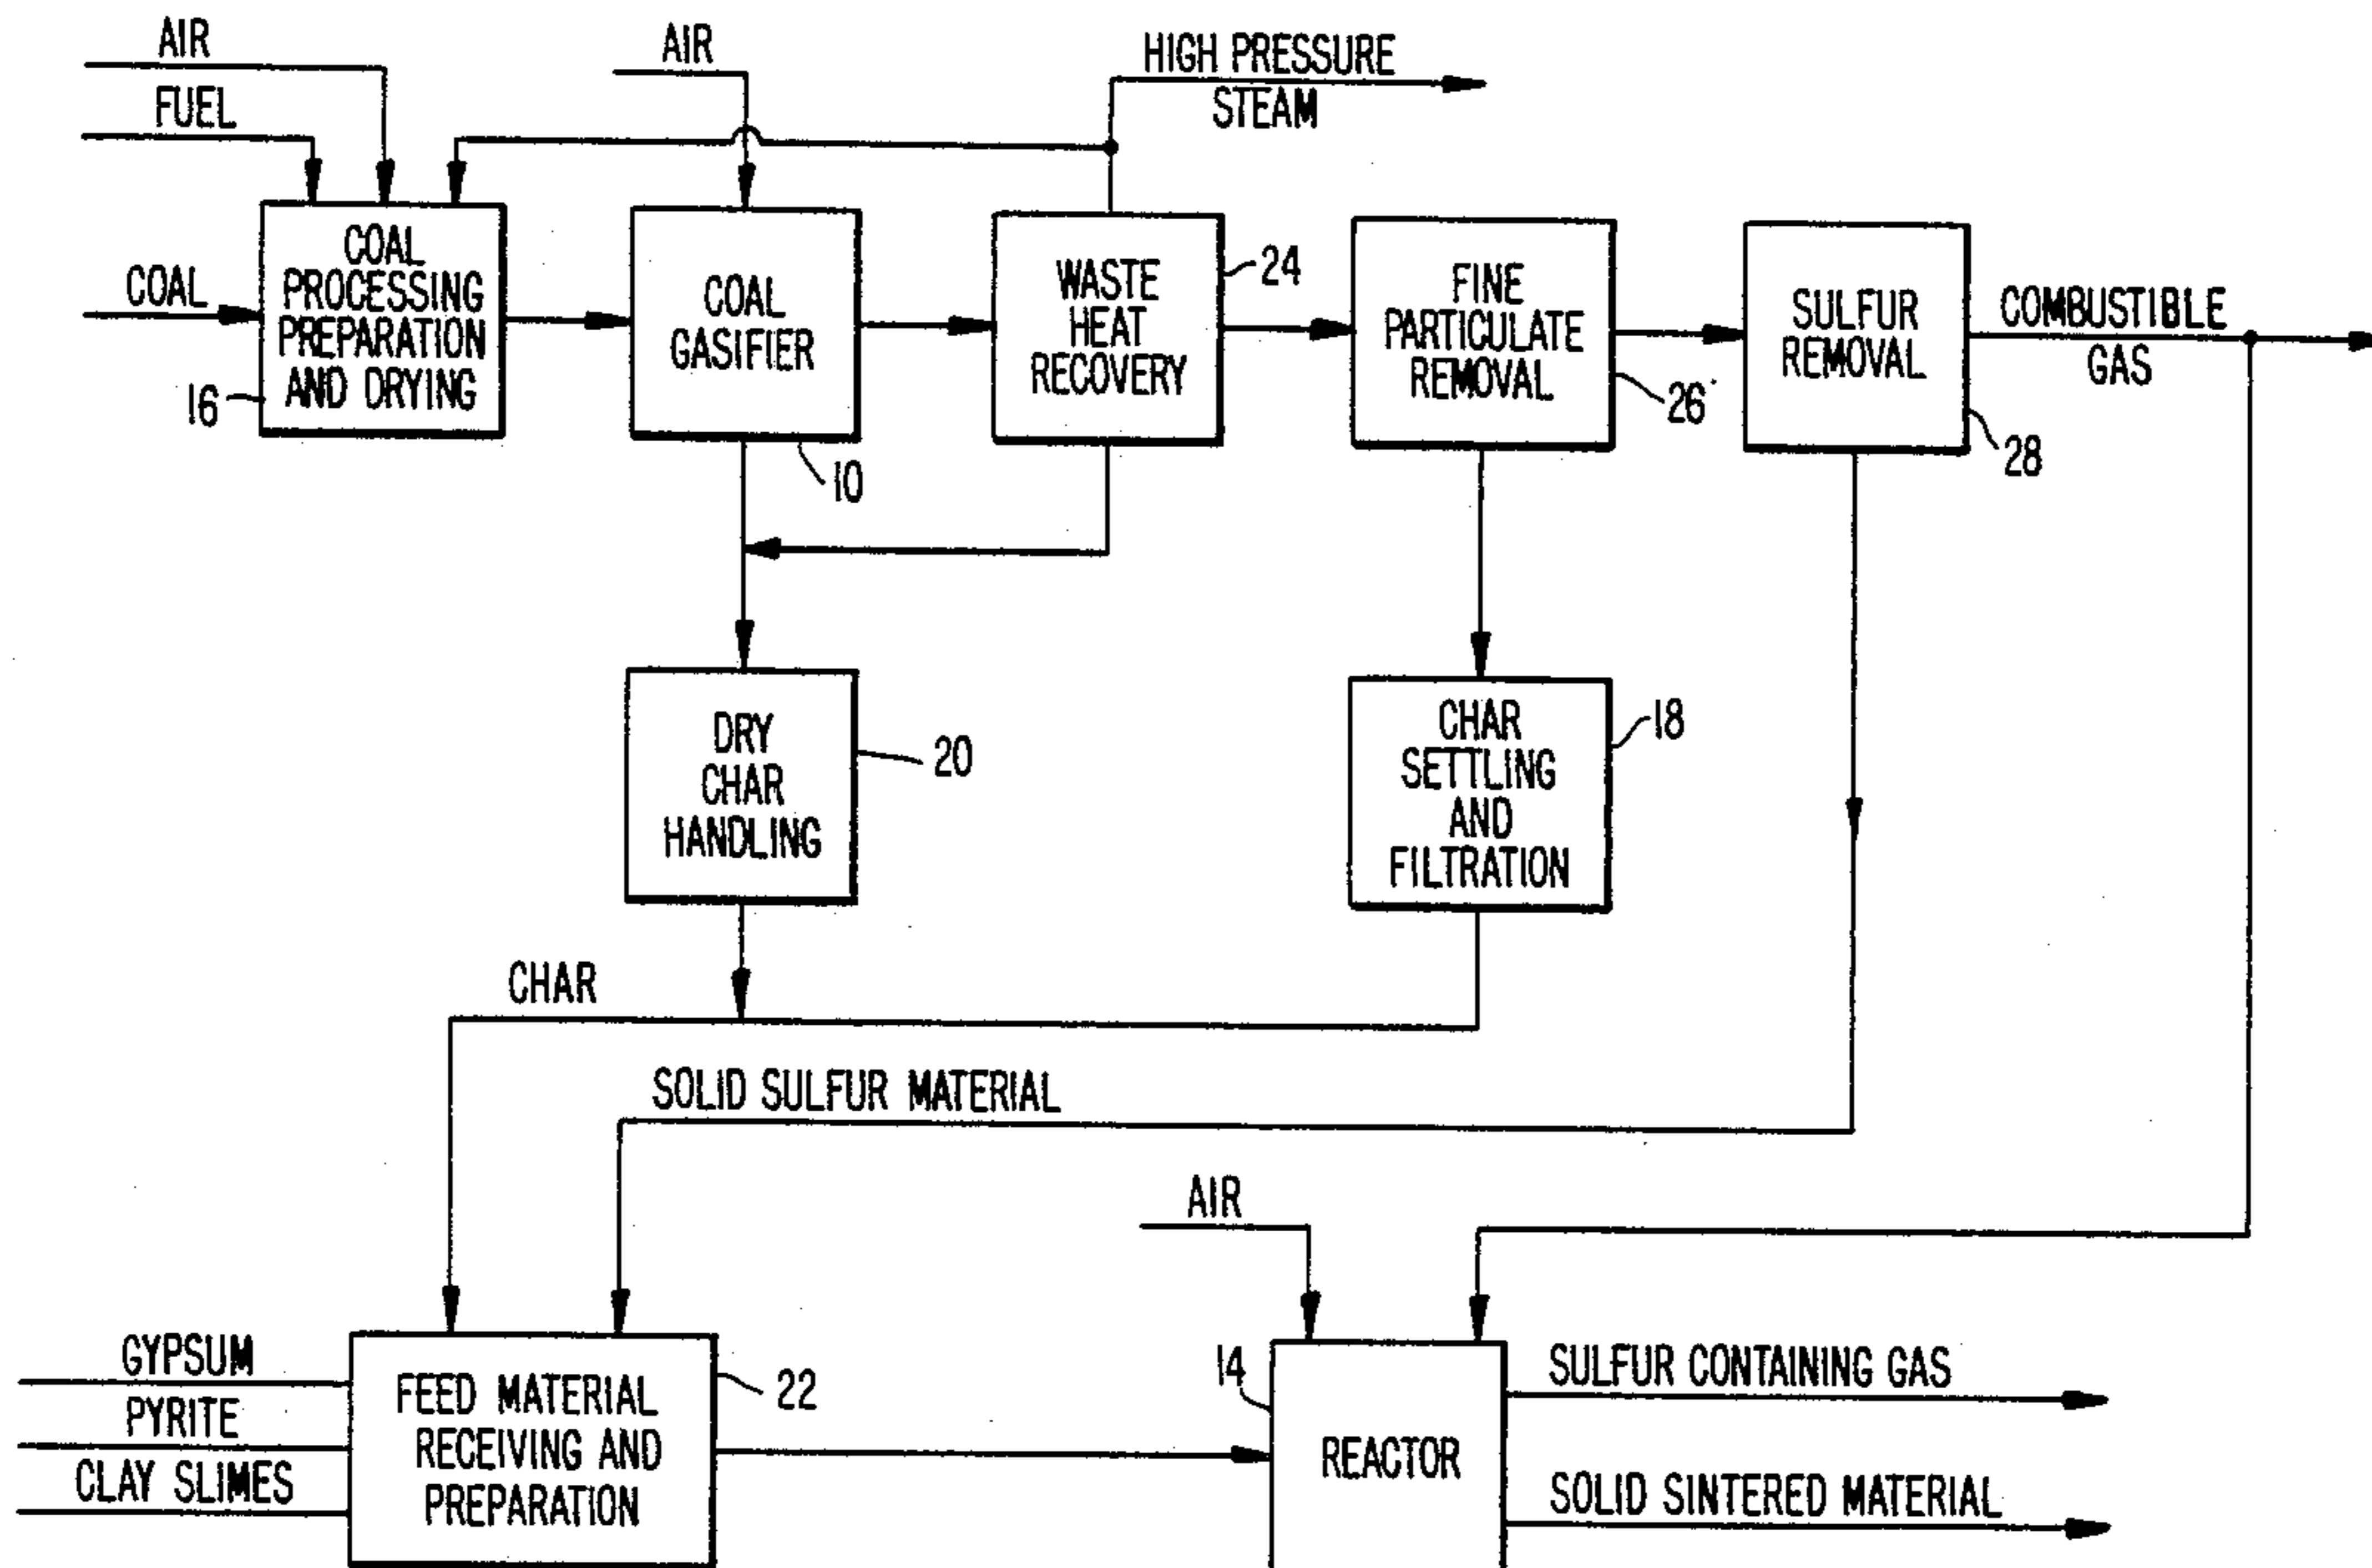 AIR
FUEL
COAL
AIR
HIGH PRESSURE
STEAM
COAL
PROCESSING
PREPARATION
AND DRYING
16
COAL
GASIFIER
10
WASTE
HEAT
RECOVERY
24
FINE
PARTICULATE
REMOVAL
26
SULFUR
REMOVAL
28
COMBUSTIBLE
GAS
DRY
CHAR
HANDLING
20
CHAR
SETTLING
AND
FILTRATION
18
CHAR
SOLID SULFUR MATERIAL
AIR
GYPSUM
PYRITE
CLAY SLIMES
FEED MATERIAL
RECEIVING AND
PREPARATION
22
14
REACTOR
SULFUR CONTAINING GAS
SOLID SINTERED MATERIAL